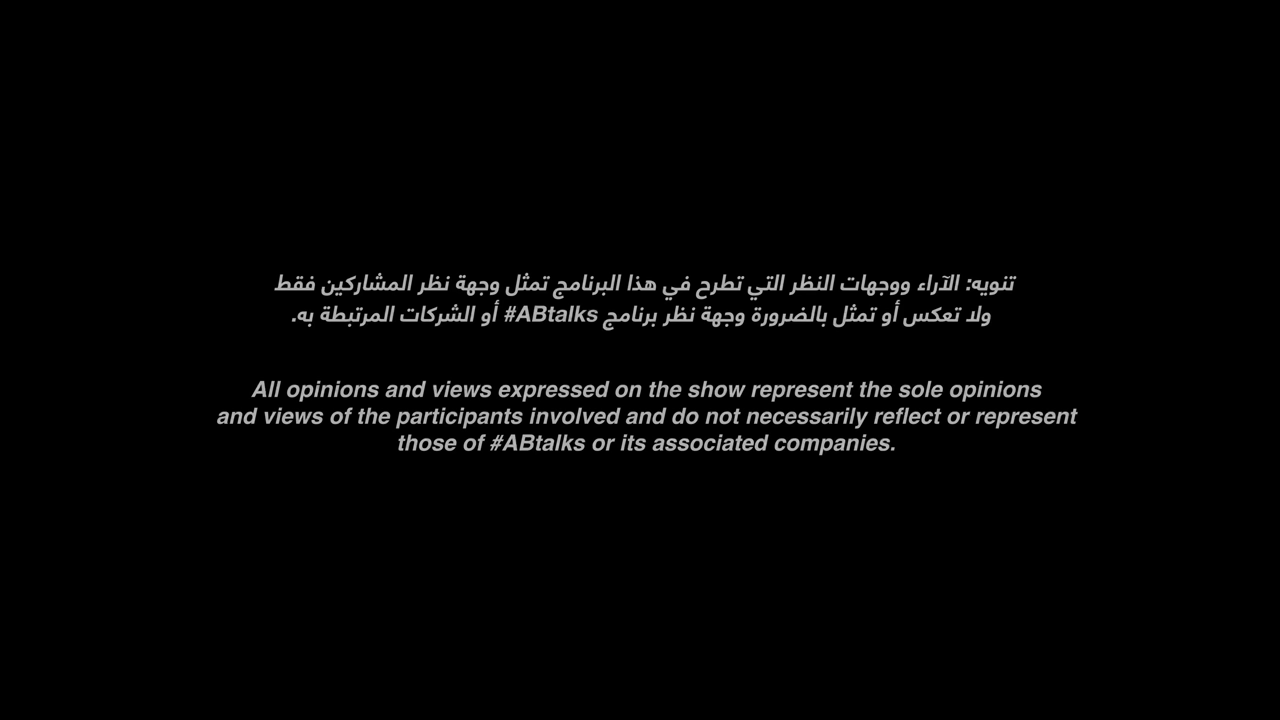 تنويه: الآراء ووجهات النظر التي تطرح في هذا البرنامج تمثل وجهة نظر المشاركين فقط
ولا تعكس أو تمثل بالضرورة وجهة نظر برنامج ABtalks# أو الشركات المرتبطة به.
All opinions and views expressed on the show represent the sole opinions
and views of the participants involved and do not necessarily reflect or represent
those of #ABtalks or its associated companies.